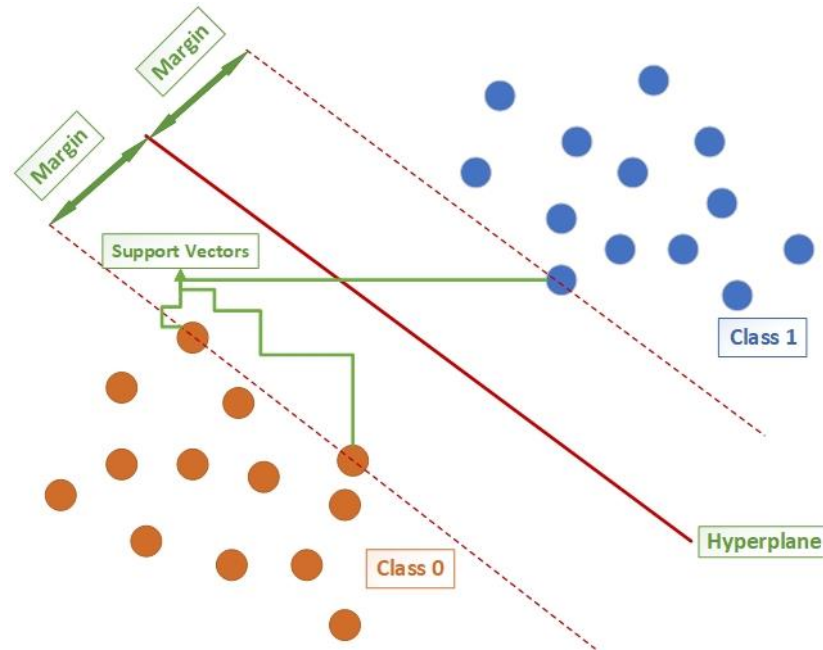 Margin
Margin
Support Vectors
Class 1
Hyperplane
Class 0